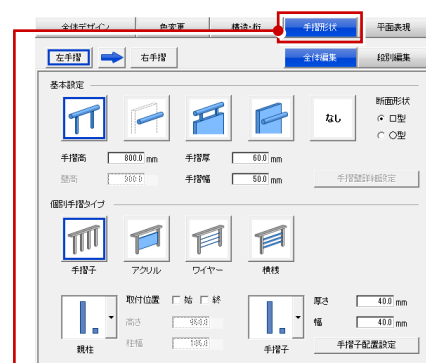 全体デザイン 色変更 構造・桁 手摺形状 平面表現
左手摺 右手摺 全体編集 段別編集
基本設定
断面形状
なし
口型
○型
手摺高 800.0 mm 手摺厚 60.0 mm
壁高 300.0 手摺幅 50.0 mm 手摺壁詳細設定
個別手摺タイプ
手摺子 アクリル ワイヤー 横桟
取付位置 始 終 厚さ 40.0 mm
高さ 幅 40.0 mm
柱幅
親柱 手摺子 手摺子配置設定